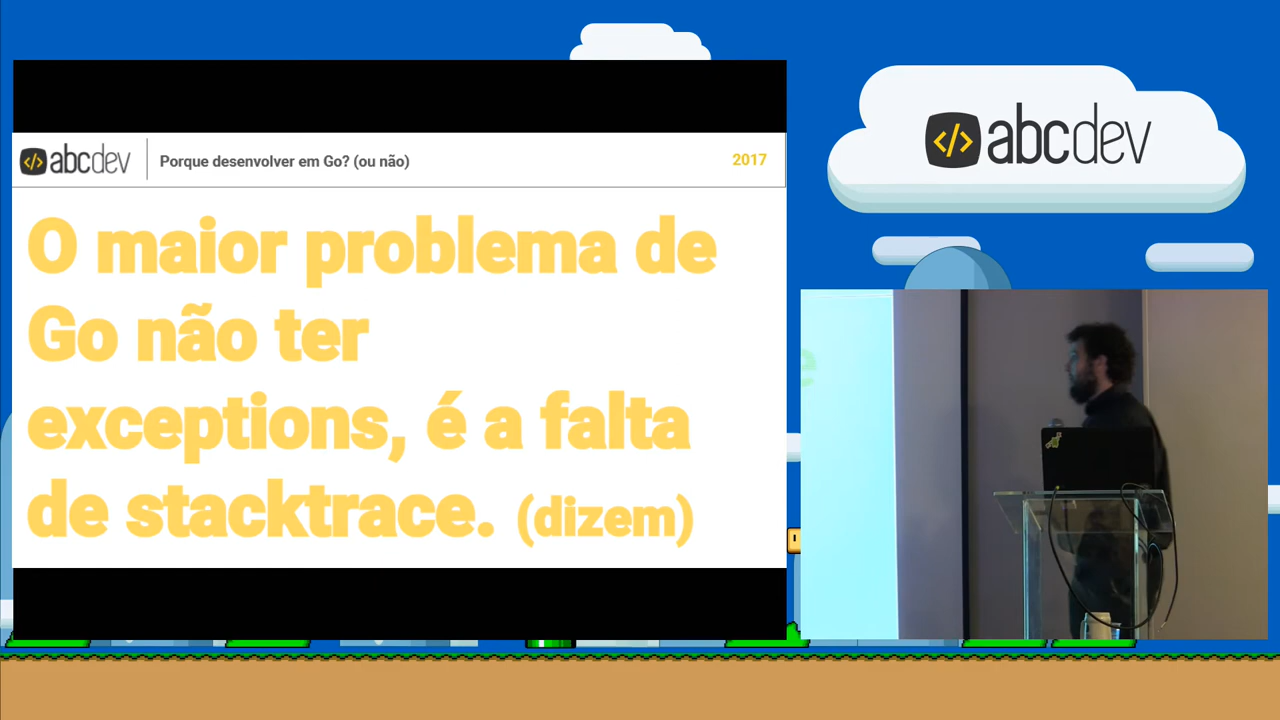 abcdev
Porque desenvolver em Go? (ou não)
2017
O maior problema de
Go não ter
exceptions, é a falta
de stacktrace. (dizem)
abcdev